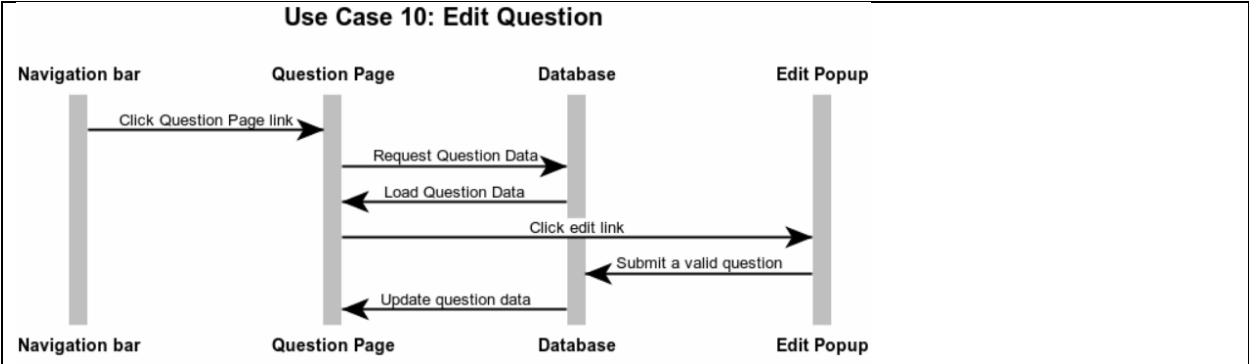 Use Case 10: Edit Question
Navigation bar Question Page Database Edit Popup
Click Question Page link
Request Question Data
Load Question Data
Click edit link
Submit a valid question
Update question data
Navigation bar Question Page Database Edit Popup